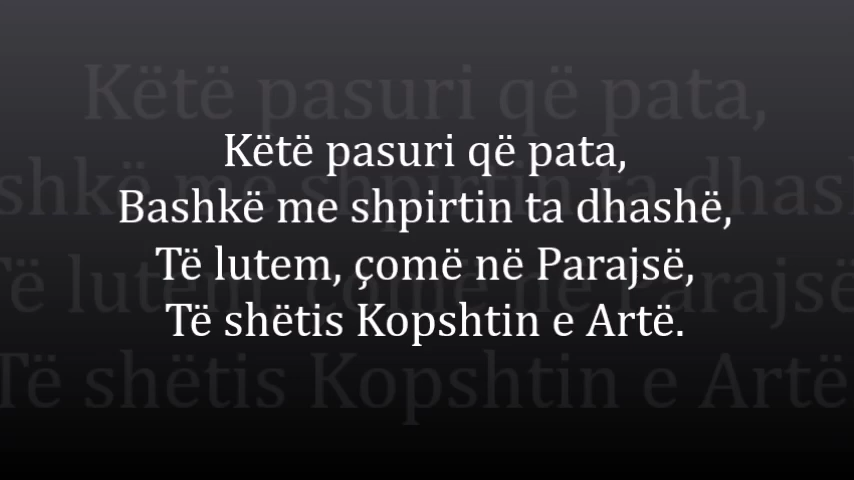 Këtë pasuri që pata,
Bashkë me shpirtin ta dhashë,
Të lutem, çomë në Parajsë,
Të shëtis Kopshtin e Artë.